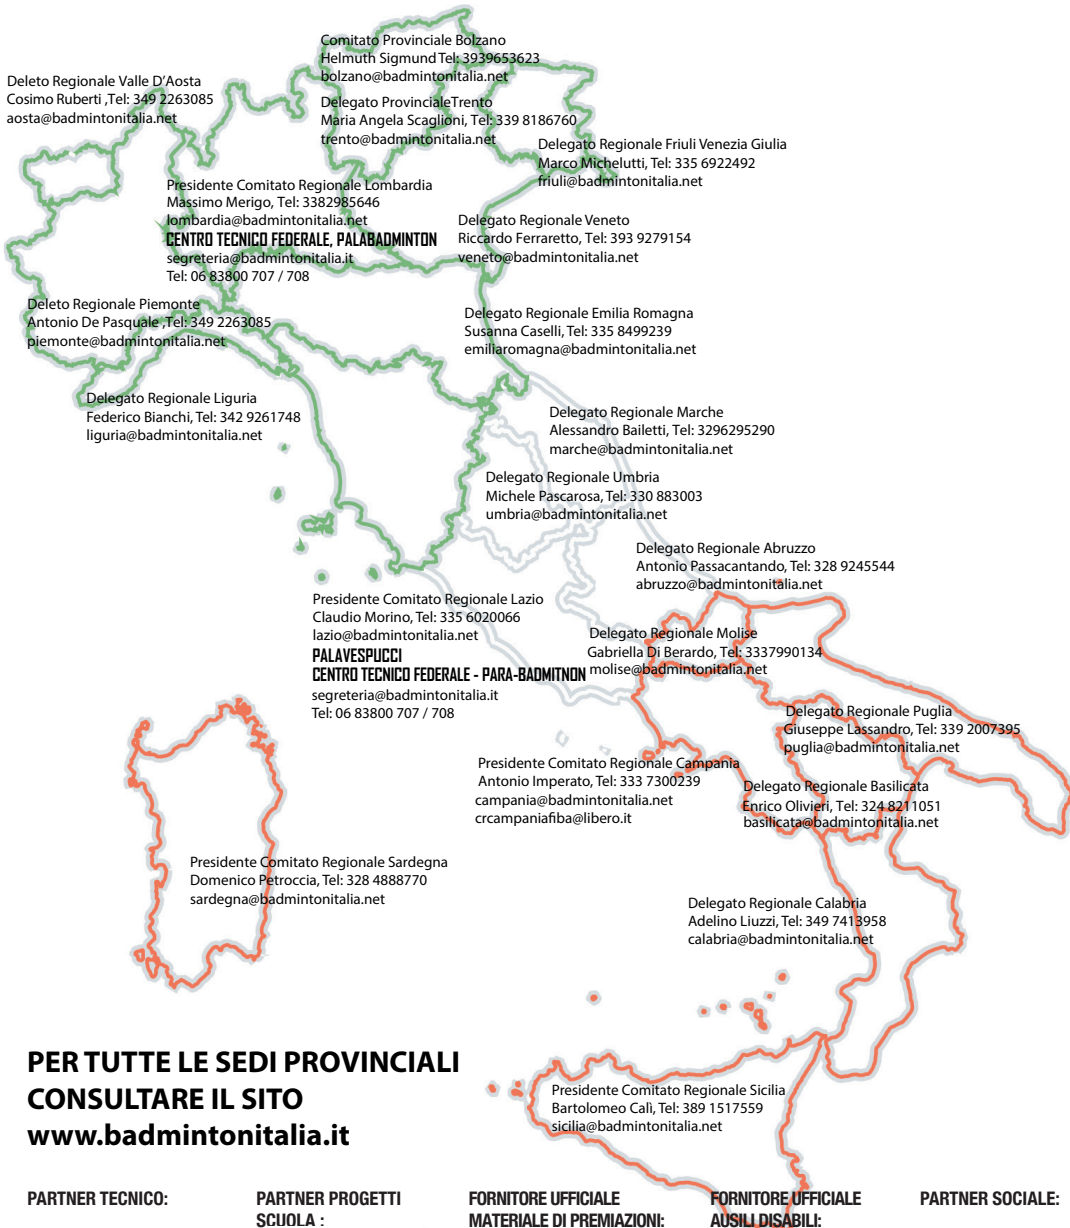 Comitato Provinciale Bolzano
Helmuth Sigmund Tel: 3939653623
bolzano@badmintonitalia.net
Deleto Regionale Valle D'Aosta
Cosimo Ruberti ,Tel: 349 2263085
aosta@badmintonitalia.net
Delegato ProvincialeTrento
Maria Angela Scaglioni, Tel: 339 8186760
trento@badmintonitalia.net
Delegato Regionale Friuli Venezia Giulia
Marco Michelutti, Tel: 335 6922492
friuli@badmintonitalia.net
Presidente Comitato Regionale Lombardia
Massimo Merigo, Tel: 3382985646
lombardia@badmintonitalia.net
CENTRO TECNICO FEDERALE, PALABADMINTON
segreteria@badmintonitalia.it
Tel: 06 83800 707 / 708
Delegato Regionale Veneto
Riccardo Ferraretto, Tel: 393 9279154
veneto@badmintonitalia.net
Deleto Regionale Piemonte
Antonio De Pasquale ,Tel: 349 2263085
piemonte@badmintonitalia.net
Delegato Regionale Emilia Romagna
Susanna Caselli, Tel: 335 8499239
emiliaromagna@badmintonitalia.net
Delegato Regionale Liguria
Federico Bianchi, Tel: 342 9261748
liguria@badmintonitalia.net
Delegato Regionale Marche
Alessandro Bailetti, Tel: 3296295290
marche@badmintonitalia.net
Delegato Regionale Umbria
Michele Pascarosa, Tel: 330 883003
umbria@badmintonitalia.net
Delegato Regionale Abruzzo
Antonio Passacantando, Tel: 328 9245544
abruzzo@badmintonitalia.net
Presidente Comitato Regionale Lazio
Claudio Morino, Tel: 335 6020066
lazio@badmintonitalia.net
PALAVESPUCCI
CENTRO TECNICO FEDERALE - PARA-BADMITNON
segreteria@badmintonitalia.it
Tel: 06 83800 707 / 708
Delegato Regionale Molise
Gabriella Di Berardo, Tel: 3337990134
molise@badmintonitalia.net
Delegato Regionale Puglia
Giuseppe Lassandro, Tel: 339 2007395
puglia@badmintonitalia.net
Presidente Comitato Regionale Campania
Antonio Imperato, Tel: 333 7300239
campania@badmintonitalia.net
crcampaniafiba@libero.it
Delegato Regionale Basilicata
Enrico Olivieri, Tel: 324 8211051
basilicata@badmintonitalia.net
Presidente Comitato Regionale Sardegna
Domenico Petroccia, Tel: 328 4888770
sardegna@badmintonitalia.net
Delegato Regionale Calabria
Adelino Liuzzi, Tel: 349 7413958
calabria@badmintonitalia.net
PER TUTTE LE SEDI PROVINCIALI
CONSULTARE IL SITO
www.badmintonitalia.it
Presidente Comitato Regionale Sicilia
Bartolomeo Calì, Tel: 389 1517559
sicilia@badmintonitalia.net
PARTNER TECNICO:
PARTNER PROGETTI
SCUOLA :
FORNITORE UFFICIALE
MATERIALE DI PREMIAZIONI:
FORNITORE UFFICIALE
AUSILI DISABILI:
PARTNER SOCIALE: